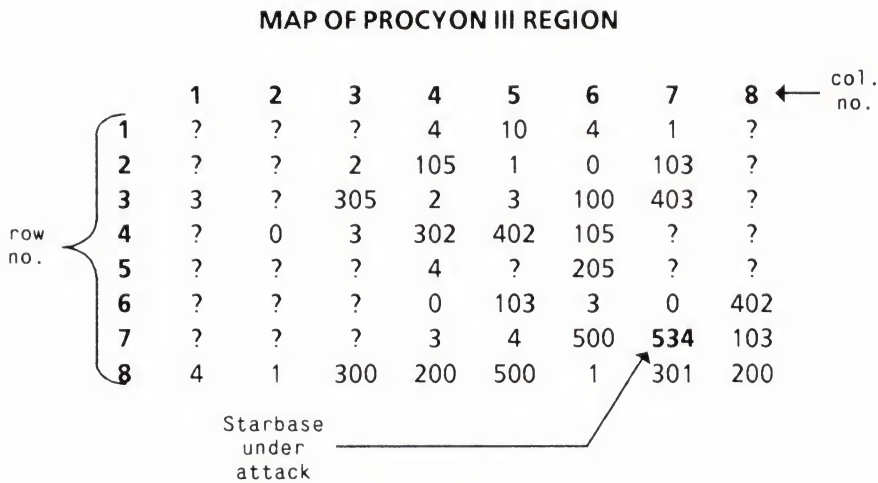 MAP OF PROCYON III REGION
1 2 3 4 5 6 7 8 col. no.
1 ? ? ? 4 10 4 1 ?
2 ? ? 2 105 1 0 103 ?
3 3 ? 305 2 3 100 403 ?
row no.
4 ? 0 3 302 402 105 ? ?
5 ? ? ? 4 ? 205 ? ?
6 ? ? ? 0 103 3 0 402
7 ? ? ? 3 4 500 534 103
8 4 1 300 200 500 1 301 200
Starbase
under
attack